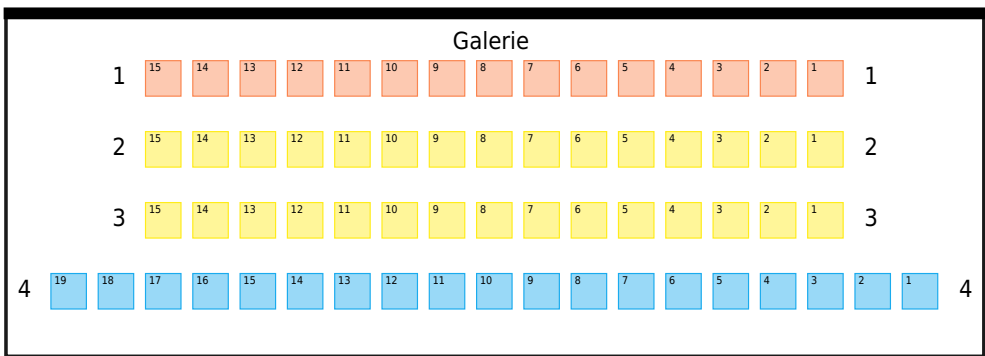 Galerie
1 15 14 13 12 11 10 9 8 7 6 5 4 3 2 1 1
2 15 14 13 12 11 10 9 8 7 6 5 4 3 2 1 2
3 15 14 13 12 11 10 9 8 7 6 5 4 3 2 1 3
4 19 18 17 16 15 14 13 12 11 10 9 8 7 6 5 4 3 2 1 4